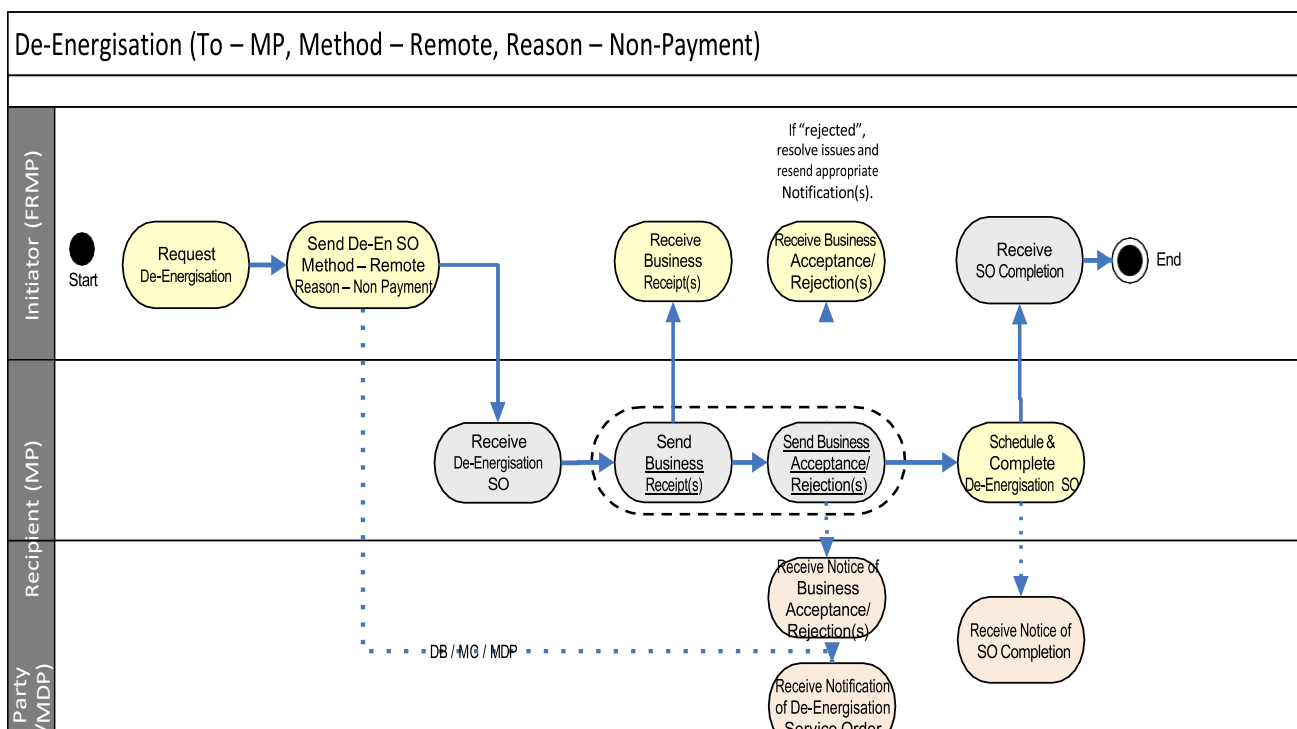 De-Energisation (To – MP, Method – Remote, Reason – Non-Payment)
Initiator (FRMP)
Start
Request
De-Energisation
Send De-En SO
Method – Remote
Reason – Non Payment
Receive
Business
Receipt(s)
If “rejected”,
resolve issues and
resend appropriate
Notification(s).
Receive Business
Acceptance/
Rejection(s)
Receive
SO Completion
End
Recipient (MP)
Receive
De-Energisation
SO
Send
Business
Receipt(s)
Send Business
Acceptance/
Rejection(s)
Schedule &
Complete
De-Energisation SO
Party
/MDP)
Receive Notice of
Business
Acceptance/
Rejection(s)
Receive Notice of
SO Completion
DB / MC / MDP
Receive Notification
of De-Energisation
Service Order